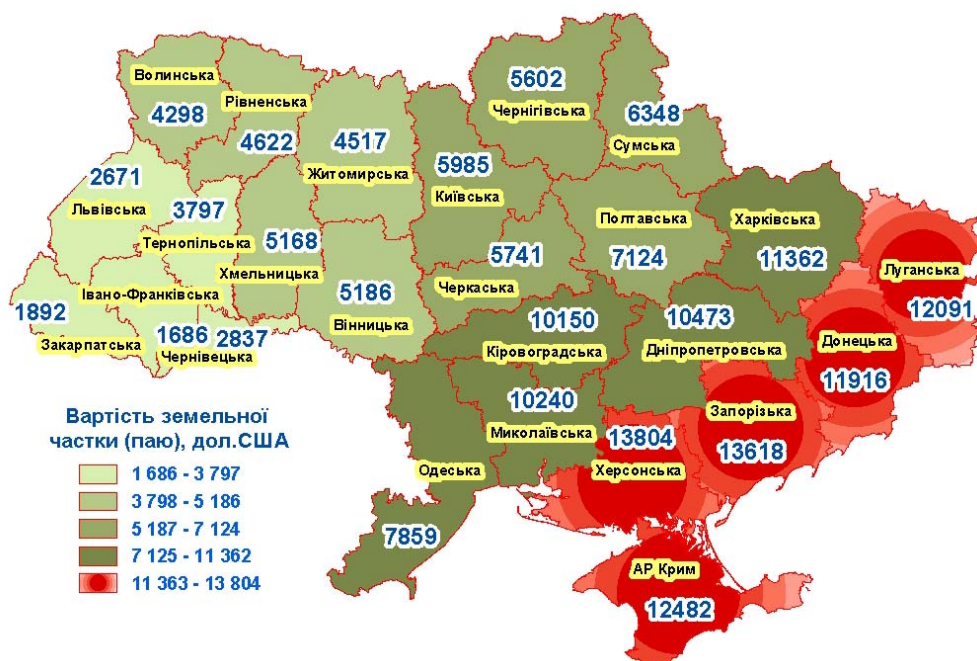 Волинська
4298
Рівненська
4622
4517
Житомирська
5602
Чернігівська
6348
Сумська
2671
Львівська
3797
Тернопільська
5168
Хмельницька
5985
Київська
5741
Черкаська
Полтавська
7124
Харківська
11362
Луганська
12091
1892
Закарпатська
Івано-Франківська
1686
2837
Чернівецька
5186
Вінницька
10150
Кіровоградська
10473
Дніпропетровська
Донецька
11916
10240
Миколаївська
Одеська
7859
13804
Херсонська
Запорізька
13618
АР Крим
12482
Вартість земельної
частки (паю), дол.США
1 686 - 3 797
3 798 - 5 186
5 187 - 7 124
7 125 - 11 362
11 363 - 13 804